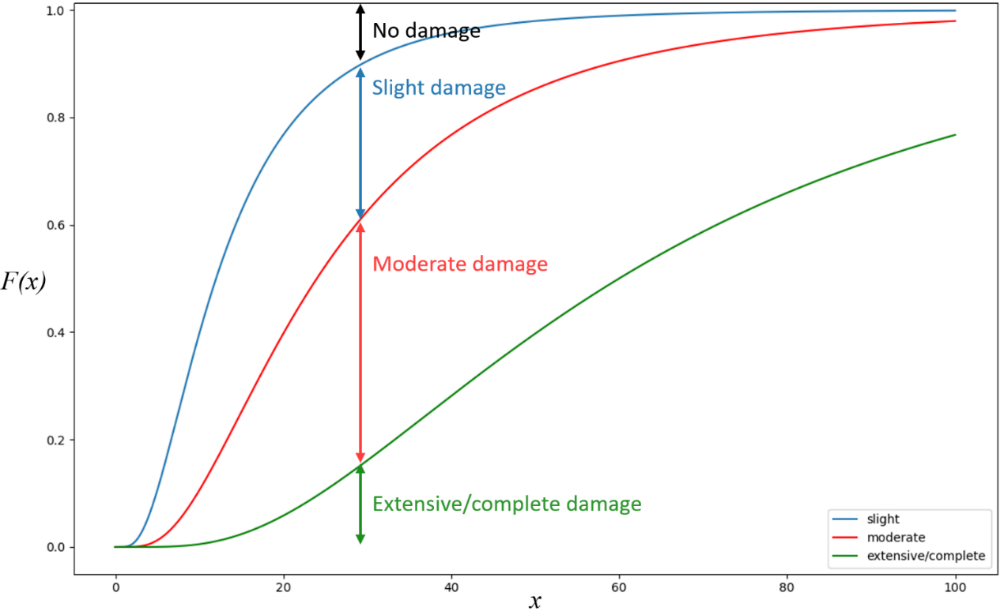 1.0
No damage
Slight damage
0.8
0.6
Moderate damage
F(x)
0.4
0.2
Extensive/complete damage
slight
moderate
extensive/complete
0.0
0 20 40 60 80 100
x